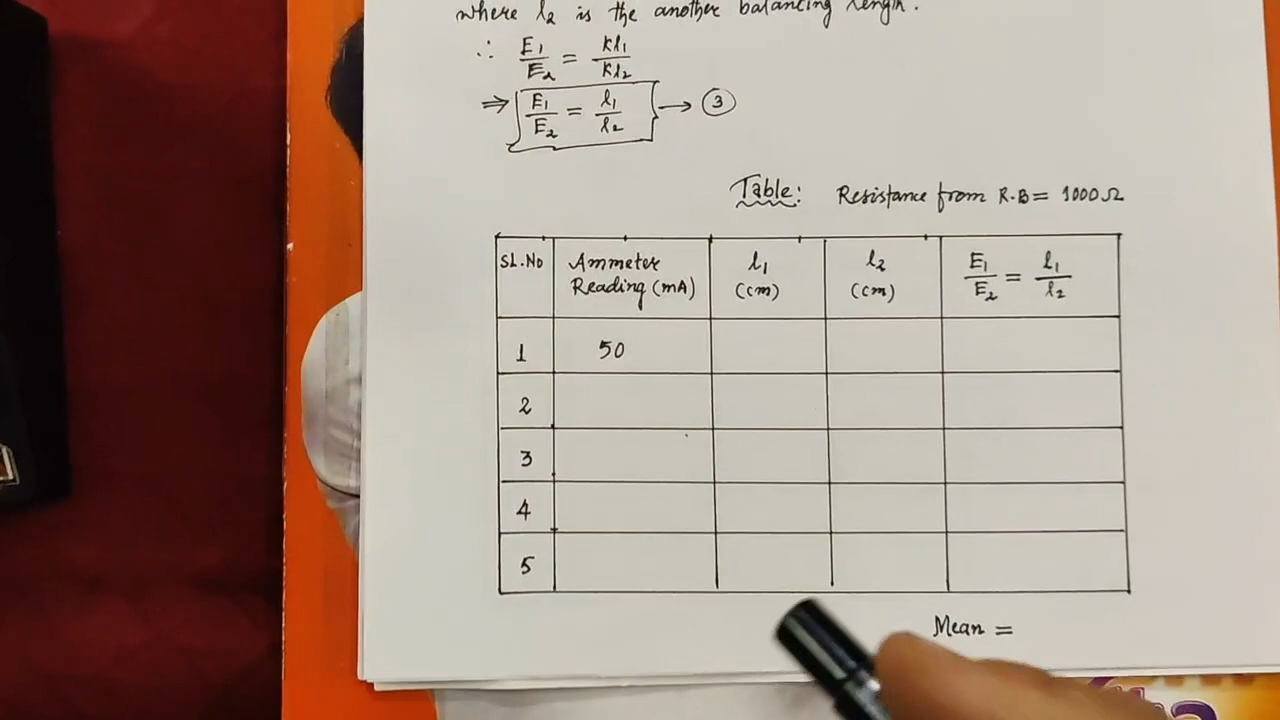 where l₂ is the another balancing length.
∴ E₁/E₂ = kl₁/kl₂
⇒ E₁/E₂ = l₁/l₂ → ③
Table: Resistance from R.B = 1000Ω
SL.No Ammeter Reading (mA) l₁ (cm) l₂ (cm) E₁/E₂ = l₁/l₂
1 50
2
3
4
5
Mean =